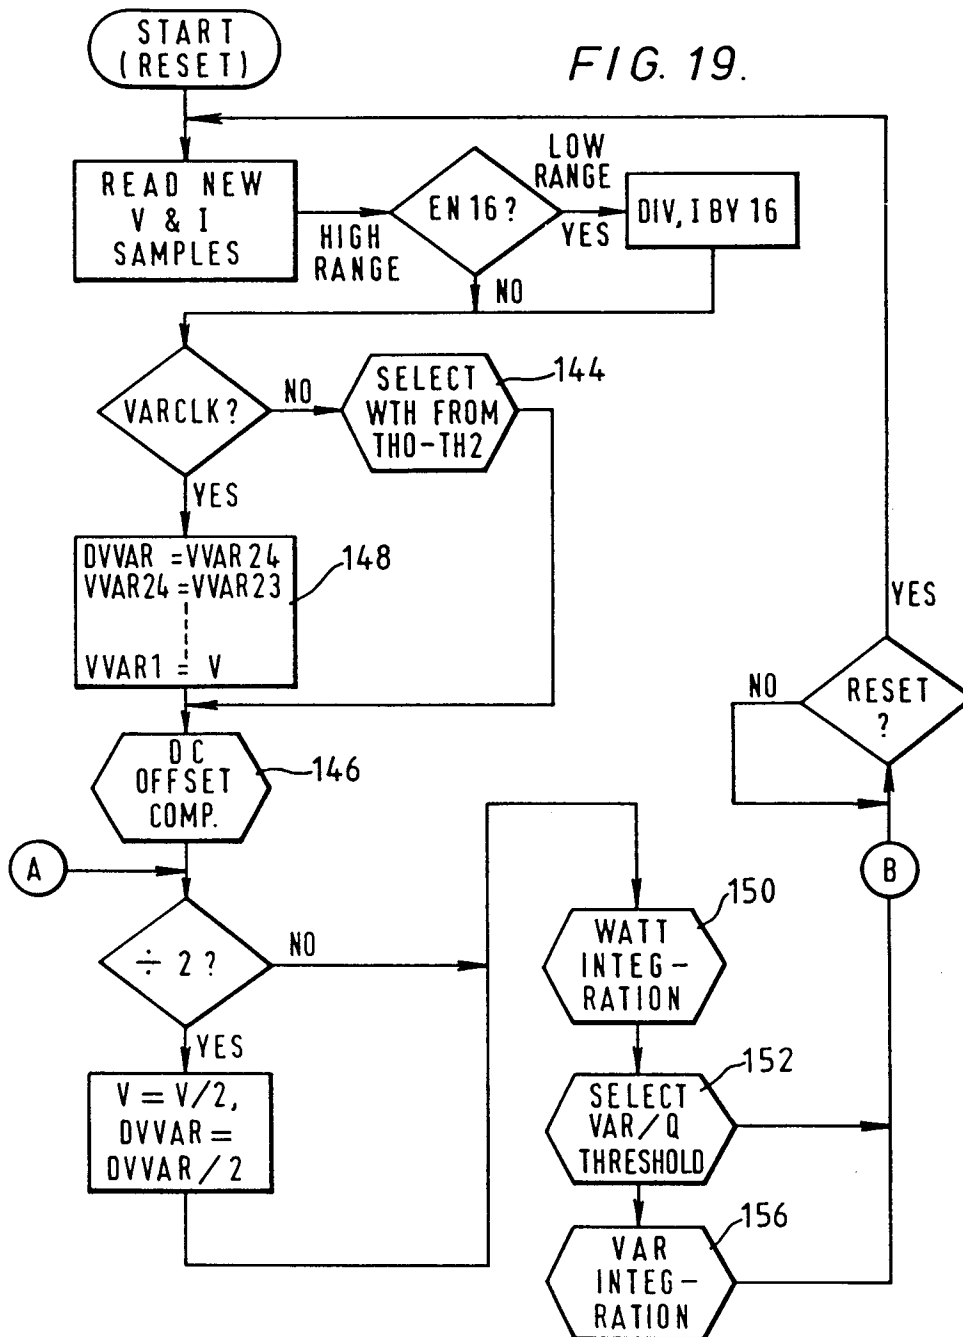 START
(RESET)
FIG. 19.
READ NEW
V & I
SAMPLES
HIGH
RANGE
EN 16?
LOW
RANGE
YES
DIV, I BY 16
NO
VARCLK?
NO
SELECT
WTH FROM
TH0-TH2
144
YES
DVVAR =VVAR24
VVAR24 =VVAR23
VVAR1 = V
148
DC
OFFSET
COMP.
146
A
÷ 2 ?
NO
YES
V = V/2,
DVVAR =
DVVAR / 2
WATT
INTEG-
RATION
150
SELECT
VAR/Q
THRESHOLD
152
VAR
INTEG-
RATION
156
YES
RESET
?
NO
B